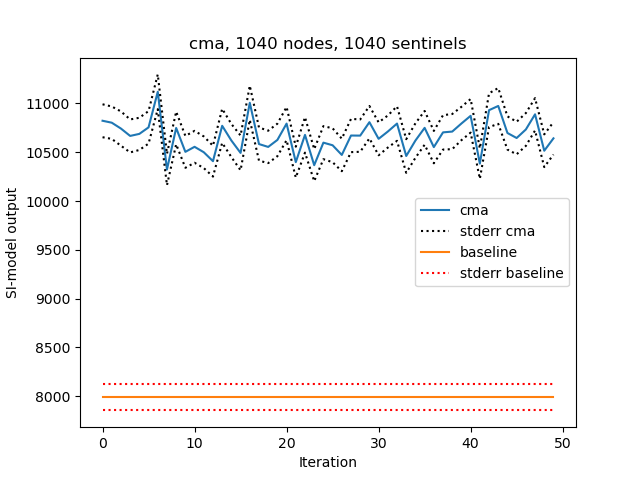 cma, 1040 nodes, 1040 sentinels
SI-model output
11000
10500
10000
9500
9000
8500
8000
cma
stderr cma
baseline
stderr baseline
0 10 20 30 40 50
Iteration